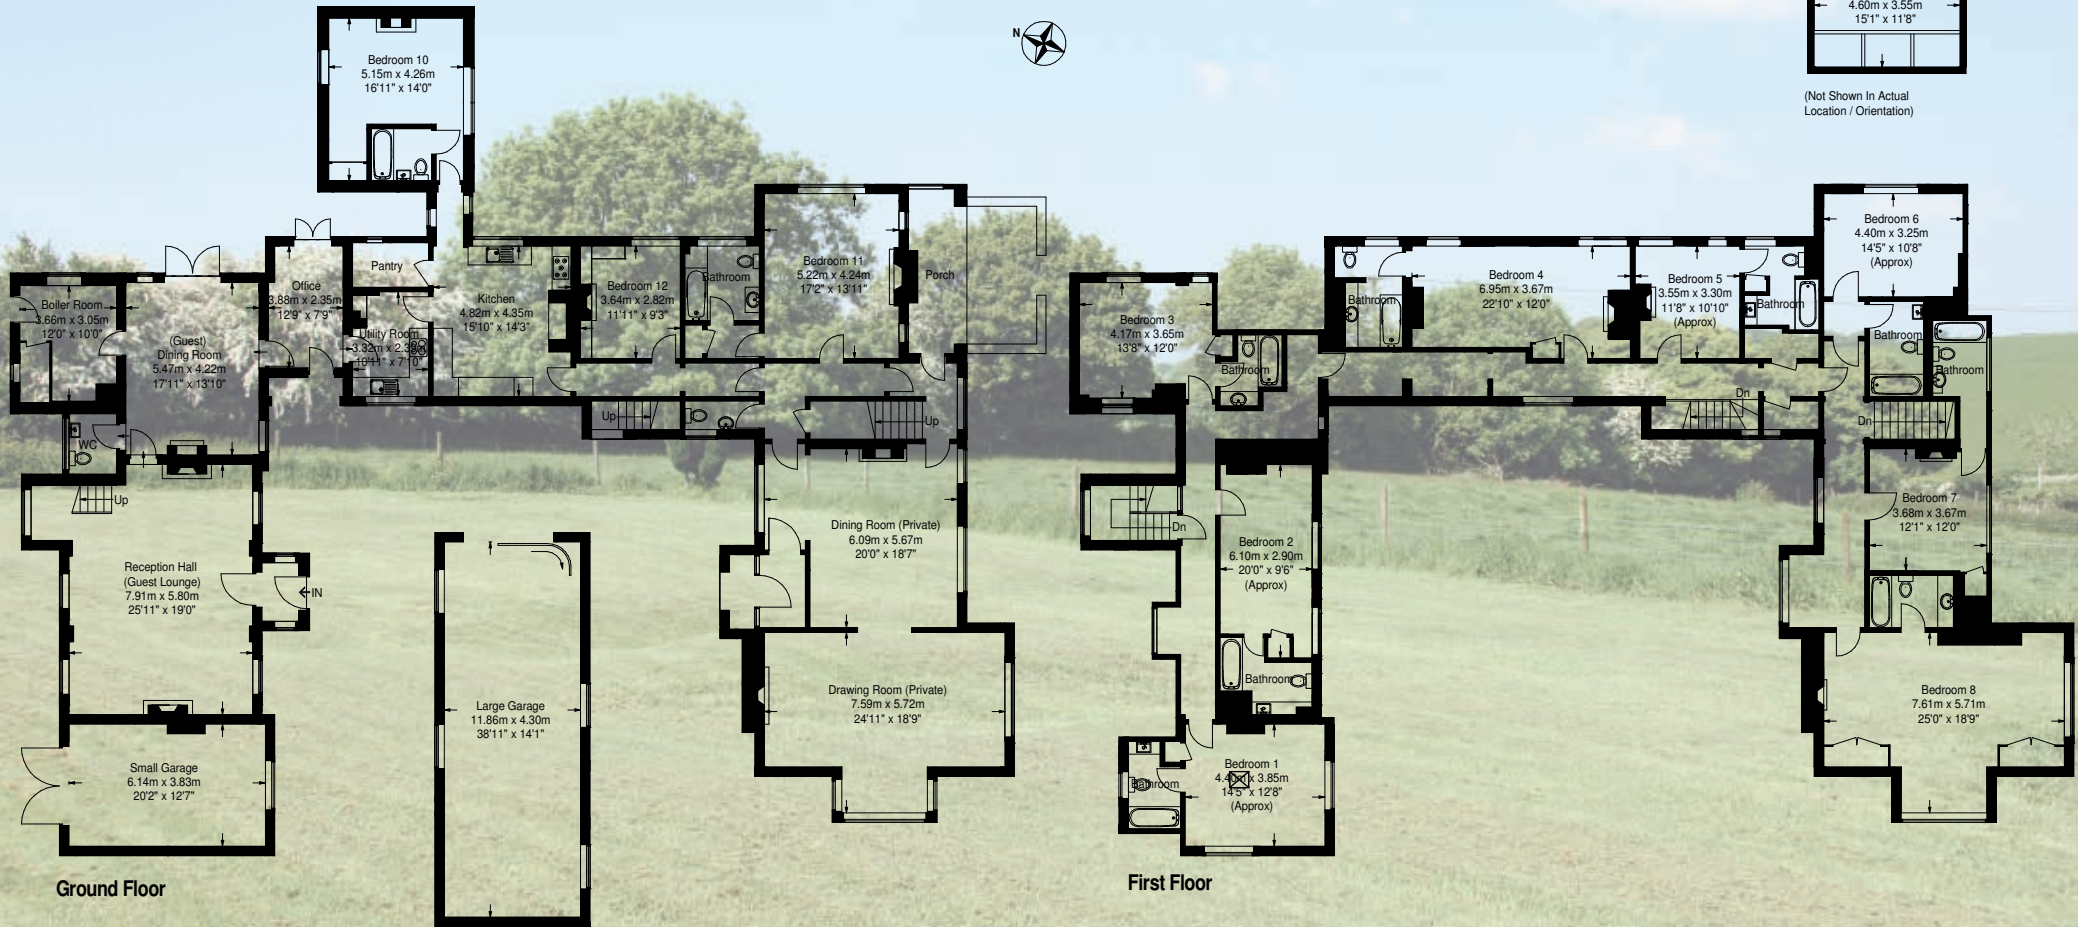 N
4.60m x 3.55m
15'1" x 11'8"
(Not Shown In Actual
Location / Orientation)
Bedroom 10
5.15m x 4.26m
16'11" x 14'0"
Boiler Room
3.66m x 3.05m
12'0" x 10'0"
(Guest)
Dining Room
5.47m x 4.22m
17'11" x 13'10"
Office
3.88m x 2.35m
12'9" x 7'9"
Pantry
Utility Room
10'11" x 7'10"
Kitchen
4.82m x 4.35m
15'10" x 14'3"
Bedroom 12
3.64m x 2.82m
11'11" x 9'3"
Bathroom
Bedroom 11
5.22m x 4.24m
17'2" x 13'11"
Porch
WC
Up
Up
Up
Reception Hall
(Guest Lounge)
7.91m x 5.80m
25'11" x 19'0"
IN
Small Garage
6.14m x 3.83m
20'2" x 12'7"
Large Garage
11.86m x 4.30m
38'11" x 14'1"
Dining Room (Private)
6.09m x 5.67m
20'0" x 18'7"
Drawing Room (Private)
7.59m x 5.72m
24'11" x 18'9"
Ground Floor
Bedroom 3
4.17m x 3.65m
13'8" x 12'0"
Bathroom
Bathroom
Bedroom 4
6.95m x 3.67m
22'10" x 12'0"
Bedroom 5
3.55m x 3.30m
11'8" x 10'10"
(Approx)
Bathroom
Bedroom 6
4.40m x 3.25m
14'5" x 10'8"
(Approx)
Bathroom
Bathroom
Dn
Dn
Dn
Bedroom 2
6.10m x 2.90m
20'0" x 9'6"
(Approx)
Bathroom
Bedroom 7
3.68m x 3.67m
12'1" x 12'0"
Bedroom 1
4.40m x 3.85m
14'5" x 12'8"
(Approx)
Bathroom
Bedroom 8
7.61m x 5.71m
25'0" x 18'9"
First Floor